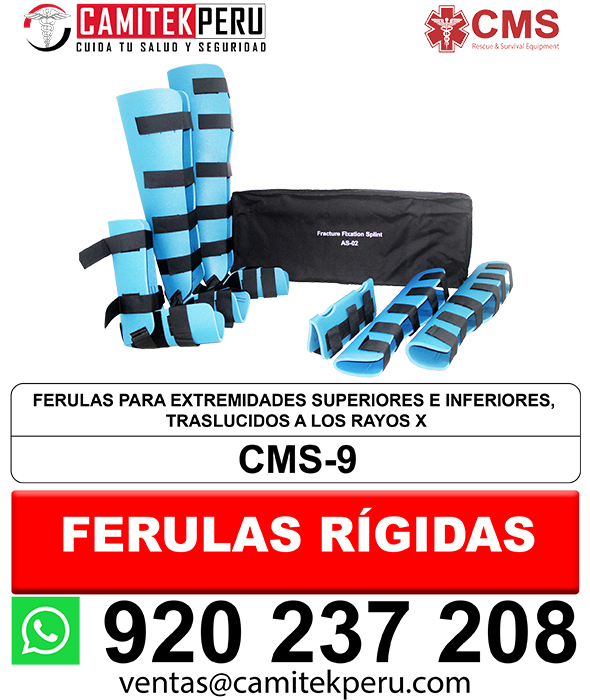 CAMITEKPERU
CUIDA TU SALUD Y SEGURIDAD
CMS
Rescue & Survival Equipment
Fracture Fixation Splint
AS-02
FERULAS PARA EXTREMIDADES SUPERIORES E INFERIORES,
TRASLUCIDOS A LOS RAYOS X
CMS-9
FERULAS RÍGIDAS
920 237 208
ventas@camitekperu.com